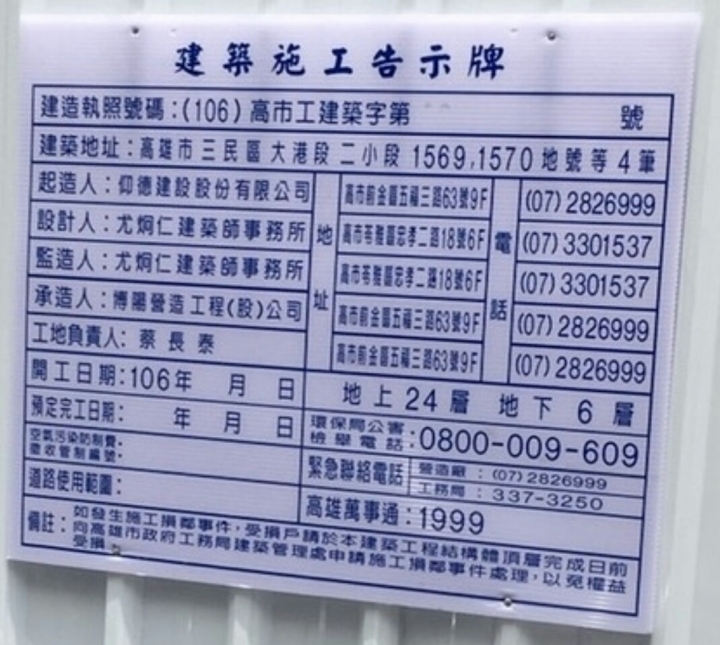 建築施工告示牌
建造執照號碼:(106)高市工建築字第 號
建築地址:高雄市三民區大港段二小段1569,1570地號等4筆
起造人:仰德建設股份有限公司
設計人:尤炯仁建築師事務所
監造人:尤炯仁建築師事務所
承造人:博陽營造工程(股)公司
工地負責人:蔡長泰
地址
高市前金區五福三路63號9F
高市苓雅區忠孝二路18號6F
高市苓雅區忠孝二路18號6F
高市前金區五福三路63號9F
高市前金區五福三路63號9F
電話
(07)2826999
(07)3301537
(07)3301537
(07)2826999
(07)2826999
開工日期:106年 月 日
地上24層 地下6層
預定完工日期: 年 月 日
環保局公害檢舉電話:0800-009-609
空氣污染防制費徵收管制編號:
緊急聯絡電話
營造廠:(07)2826999
工務局:337-3250
道路使用範圍:
高雄萬事通:1999
備註:如發生施工損鄰事件,受損戶請於本建築工程結構體頂層完成日前
向高雄市政府工務局建築管理處申請施工損鄰事件處理,以免權益
受損。